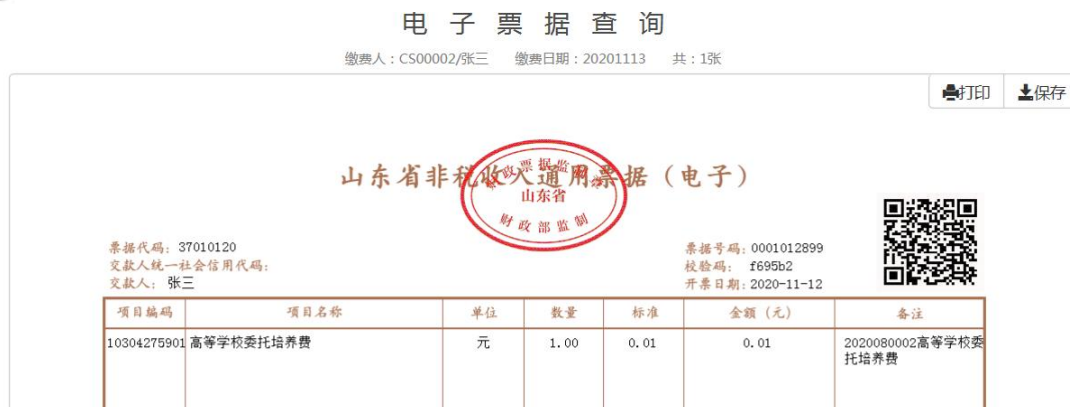 电子票据查询
缴费人：CS00002/张三 缴费日期：20201113 共：1张
打印 保存
山东省非税收入通用票据（电子）
山东省
财政部监制
票据代码：37010120 票据号码：0001012899
交款人统一社会信用代码： 校验码： f695b2
交款人： 张三 开票日期：2020-11-12
项目编码 项目名称 单位 数量 标准 金额（元） 备注
10304275901 高等学校委托培养费 元 1.00 0.01 0.01 2020080002高等学校委
托培养费